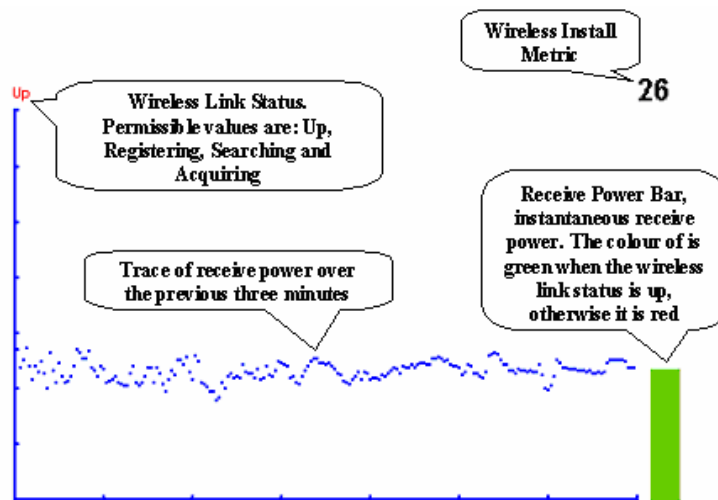 Wireless Install
Metric
26
Up
Wireless Link Status.
Permissible values are: Up,
Registering, Searching and
Acquiring
Receive Power Bar,
instantaneous receive
power. The colour of is
green when the wireless
link status is up,
otherwise it is red
Trace of receive power over
the previous three minutes